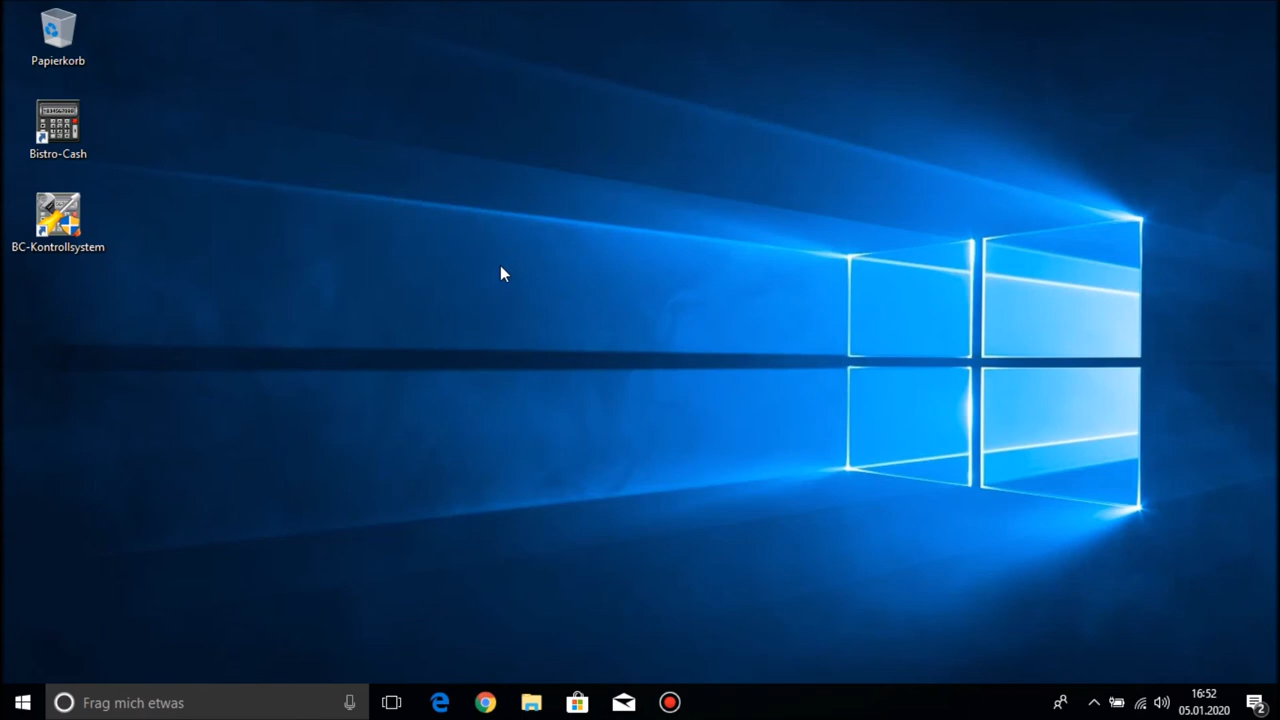 Papierkorb
Bistro-Cash
BC-Kontrollsystem
Frag mich etwas
16:52
05.01.2020
2